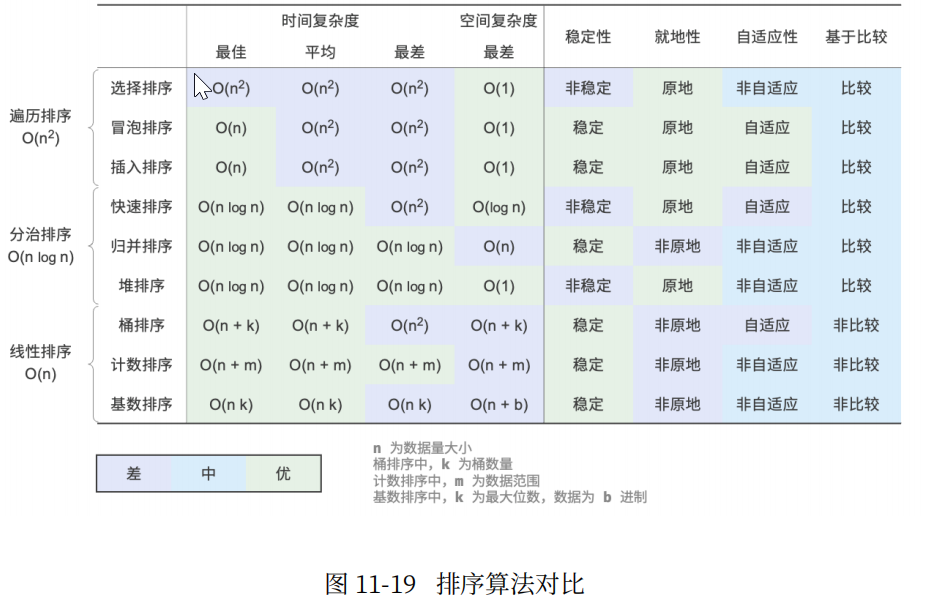 时间复杂度 空间复杂度 稳定性 就地性 自适应性 基于比较
最佳 平均 最差 最差
遍历排序
O(n²)
选择排序 O(n²) O(n²) O(n²) O(1) 非稳定 原地 非自适应 比较
冒泡排序 O(n) O(n²) O(n²) O(1) 稳定 原地 自适应 比较
插入排序 O(n) O(n²) O(n²) O(1) 稳定 原地 自适应 比较
分治排序
O(n log n)
快速排序 O(n log n) O(n log n) O(n²) O(log n) 非稳定 原地 自适应 比较
归并排序 O(n log n) O(n log n) O(n log n) O(n) 稳定 非原地 非自适应 比较
堆排序 O(n log n) O(n log n) O(n log n) O(1) 非稳定 原地 非自适应 比较
线性排序
O(n)
桶排序 O(n + k) O(n + k) O(n²) O(n + k) 稳定 非原地 自适应 非比较
计数排序 O(n + m) O(n + m) O(n + m) O(n + m) 稳定 非原地 非自适应 非比较
基数排序 O(n k) O(n k) O(n k) O(n + b) 稳定 非原地 非自适应 非比较
差 中 优
n 为数据量大小
桶排序中，k 为桶数量
计数排序中，m 为数据范围
基数排序中，k 为最大位数，数据为 b 进制
图 11-19 排序算法对比